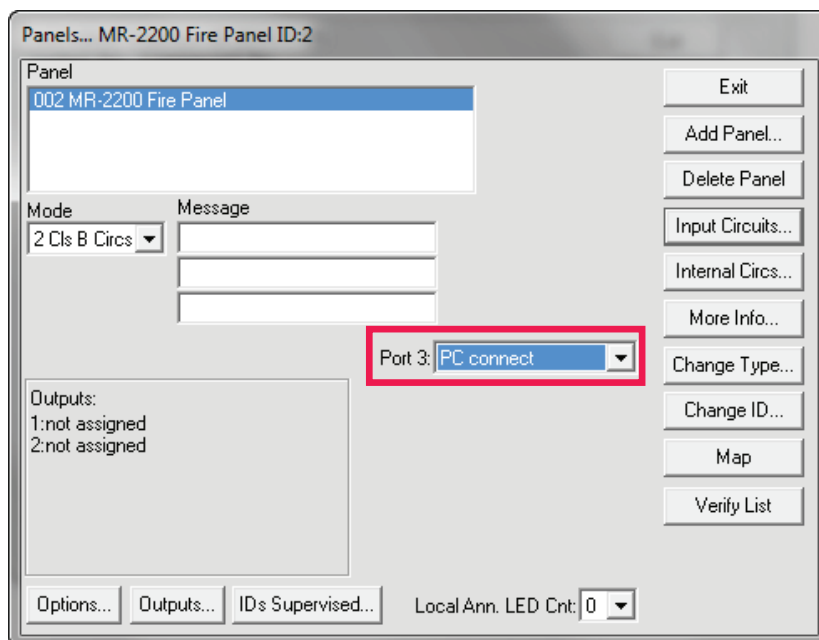 Panels... MR-2200 Fire Panel ID:2
Panel
002 MR-2200 Fire Panel
Mode
2 Cls B Circs
Message
Port 3: PC connect
Outputs:
1:not assigned
2:not assigned
Options...
Outputs...
IDs Supervised...
Local Ann. LED Cnt: 0
Exit
Add Panel...
Delete Panel
Input Circuits...
Internal Circs...
More Info...
Change Type...
Change ID...
Map
Verify List